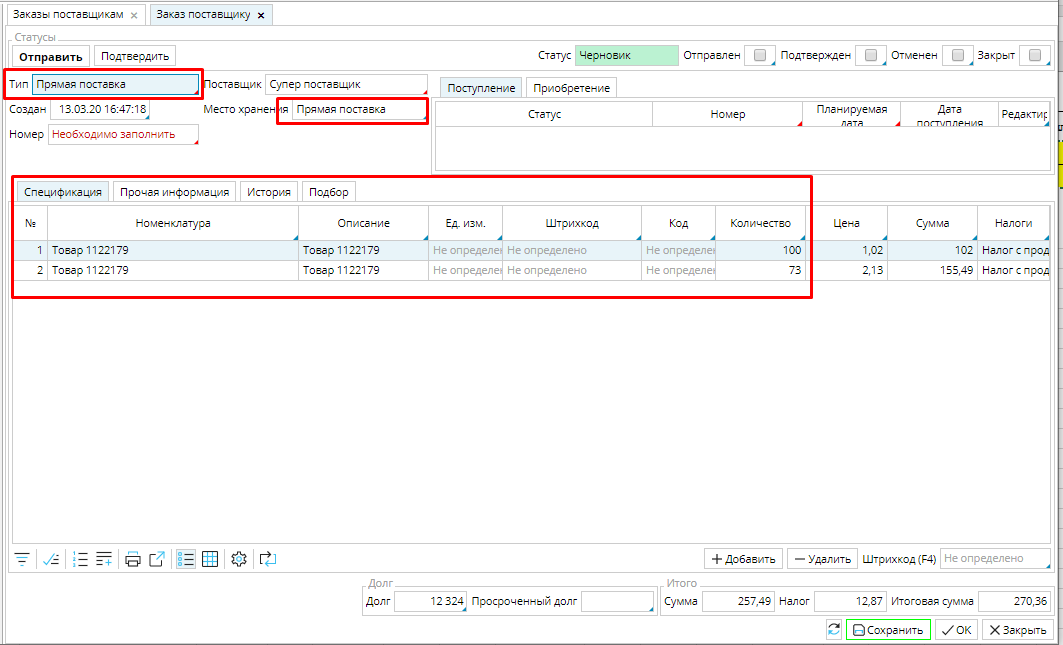 Заказы поставщикам × Заказ поставщику ×
Статусы
Отправить Подтвердить Статус Черновик Отправлен Подтвержден Отменен Закрыт
Тип Прямая поставка Поставщик Супер поставщик Поступление Приобретение
Создан 13.03.20 16:47:18 Место хранения Прямая поставка
Номер Необходимо заполнить
Статус Номер Планируемая дата Дата поступления Редактир
Спецификация Прочая информация История Подбор
№ Номенклатура Описание Ед. изм. Штрихкод Код Количество Цена Сумма Налоги
1 Товар 1122179 Товар 1122179 Не определен Не определено Не определен 100 1,02 102 Налог с прод
2 Товар 1122179 Товар 1122179 Не определен Не определено Не определен 73 2,13 155,49 Налог с прод
Добавить Удалить Штрихкод (F4) Не определено
Долг Итого
Долг 12 324 Просроченный долг Сумма 257,49 Налог 12,87 Итоговая сумма 270,36
Сохранить OK Закрыть